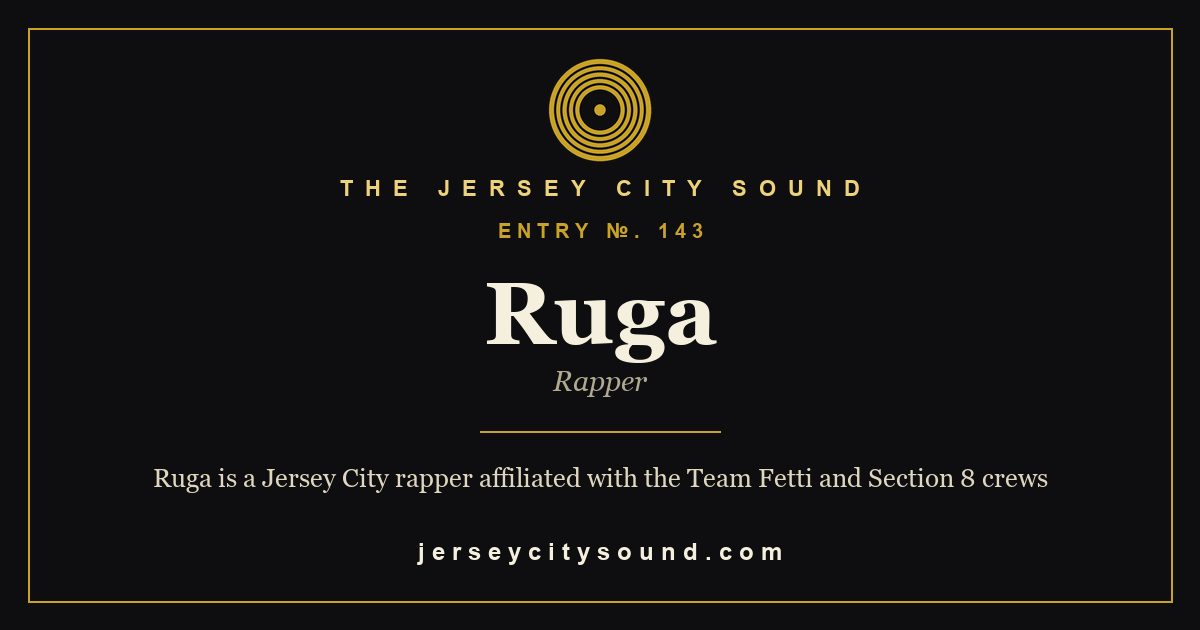 THE JERSEY CITY SOUND
ENTRY №. 143
Ruga
Rapper
Ruga is a Jersey City rapper affiliated with the Team Fetti and Section 8 crews
jerseycitysound.com